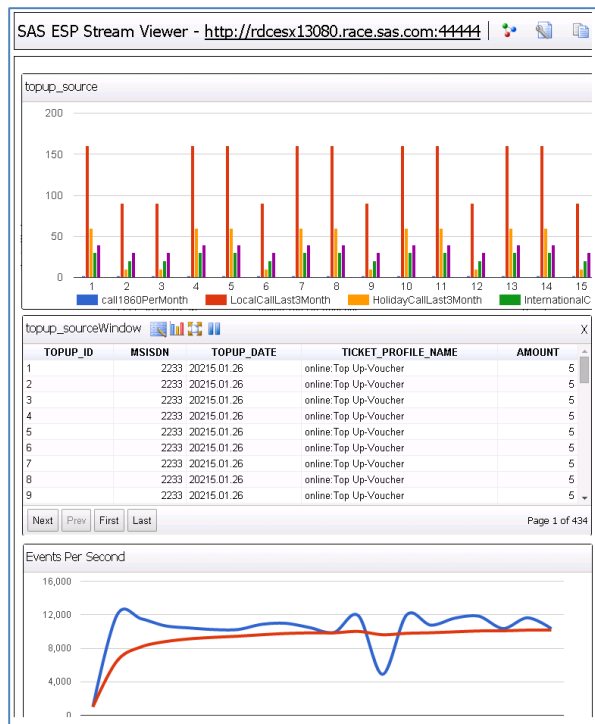 SAS ESP Stream Viewer - http://rdcesx13080.race.sas.com:44444
topup_source
200
150
100
50
0
1 2 3 4 5 6 7 8 9 10 11 12 13 14 15
call1860PerMonth LocalCallLast3Month HolidayCallLast3Month InternationalC
topup_sourceWindow X
TOPUP_ID MSISDN TOPUP_DATE TICKET_PROFILE_NAME AMOUNT
1 2233 20215.01.26 online:Top Up-Voucher 5
2 2233 20215.01.26 online:Top Up-Voucher 5
3 2233 20215.01.26 online:Top Up-Voucher 5
4 2233 20215.01.26 online:Top Up-Voucher 5
5 2233 20215.01.26 online:Top Up-Voucher 5
6 2233 20215.01.26 online:Top Up-Voucher 5
7 2233 20215.01.26 online:Top Up-Voucher 5
8 2233 20215.01.26 online:Top Up-Voucher 5
9 2233 20215.01.26 online:Top Up-Voucher 5
Next Prev First Last Page 1 of 434
Events Per Second
16,000
12,000
8,000
4,000
0